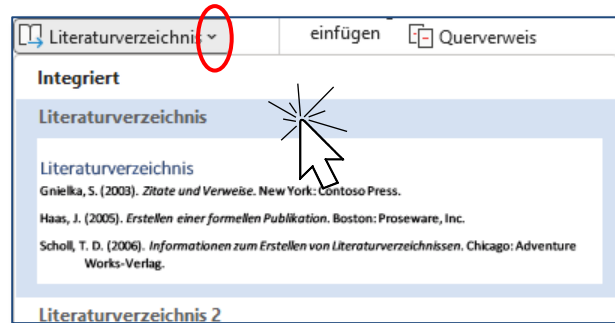 Literaturverzeichnis einfügen Querverweis
Integriert
Literaturverzeichnis
Literaturverzeichnis
Gnielka, S. (2003). Zitate und Verweise. New York: Contoso Press.
Haas, J. (2005). Erstellen einer formellen Publikation. Boston: Proseware, Inc.
Scholl, T. D. (2006). Informationen zum Erstellen von Literaturverzeichnissen. Chicago: Adventure
Works-Verlag.
Literaturverzeichnis 2